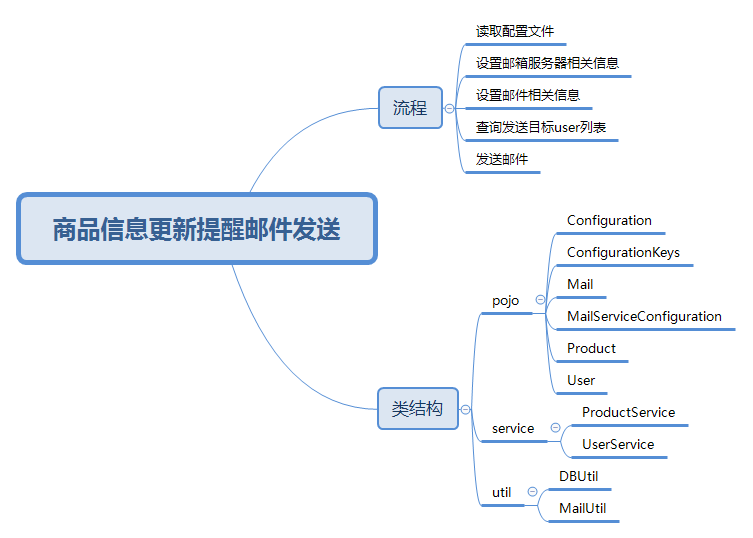 商品信息更新提醒邮件发送
流程
读取配置文件
设置邮箱服务器相关信息
设置邮件相关信息
查询发送目标user列表
发送邮件
类结构
pojo
Configuration
ConfigurationKeys
Mail
MailServiceConfiguration
Product
User
service
ProductService
UserService
util
DBUtil
MailUtil